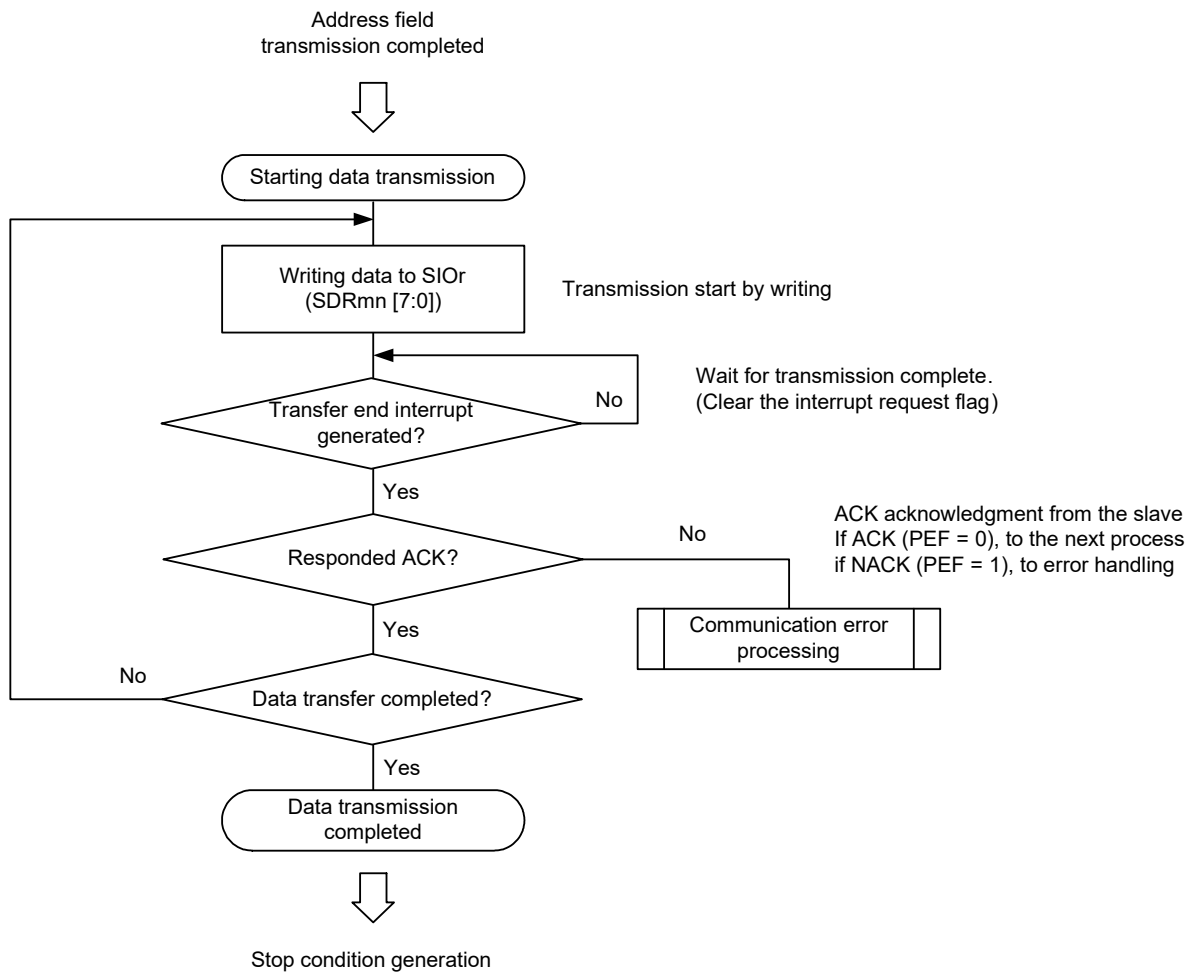 Address field
transmission completed
Starting data transmission
Writing data to SIOr
(SDRmn [7:0])
Transmission start by writing
Wait for transmission complete.
(Clear the interrupt request flag)
Transfer end interrupt
generated?
No
Yes
ACK acknowledgment from the slave
If ACK (PEF = 0), to the next process
if NACK (PEF = 1), to error handling
Responded ACK?
No
Yes
Communication error
processing
No
Data transfer completed?
Yes
Data transmission
completed
Stop condition generation